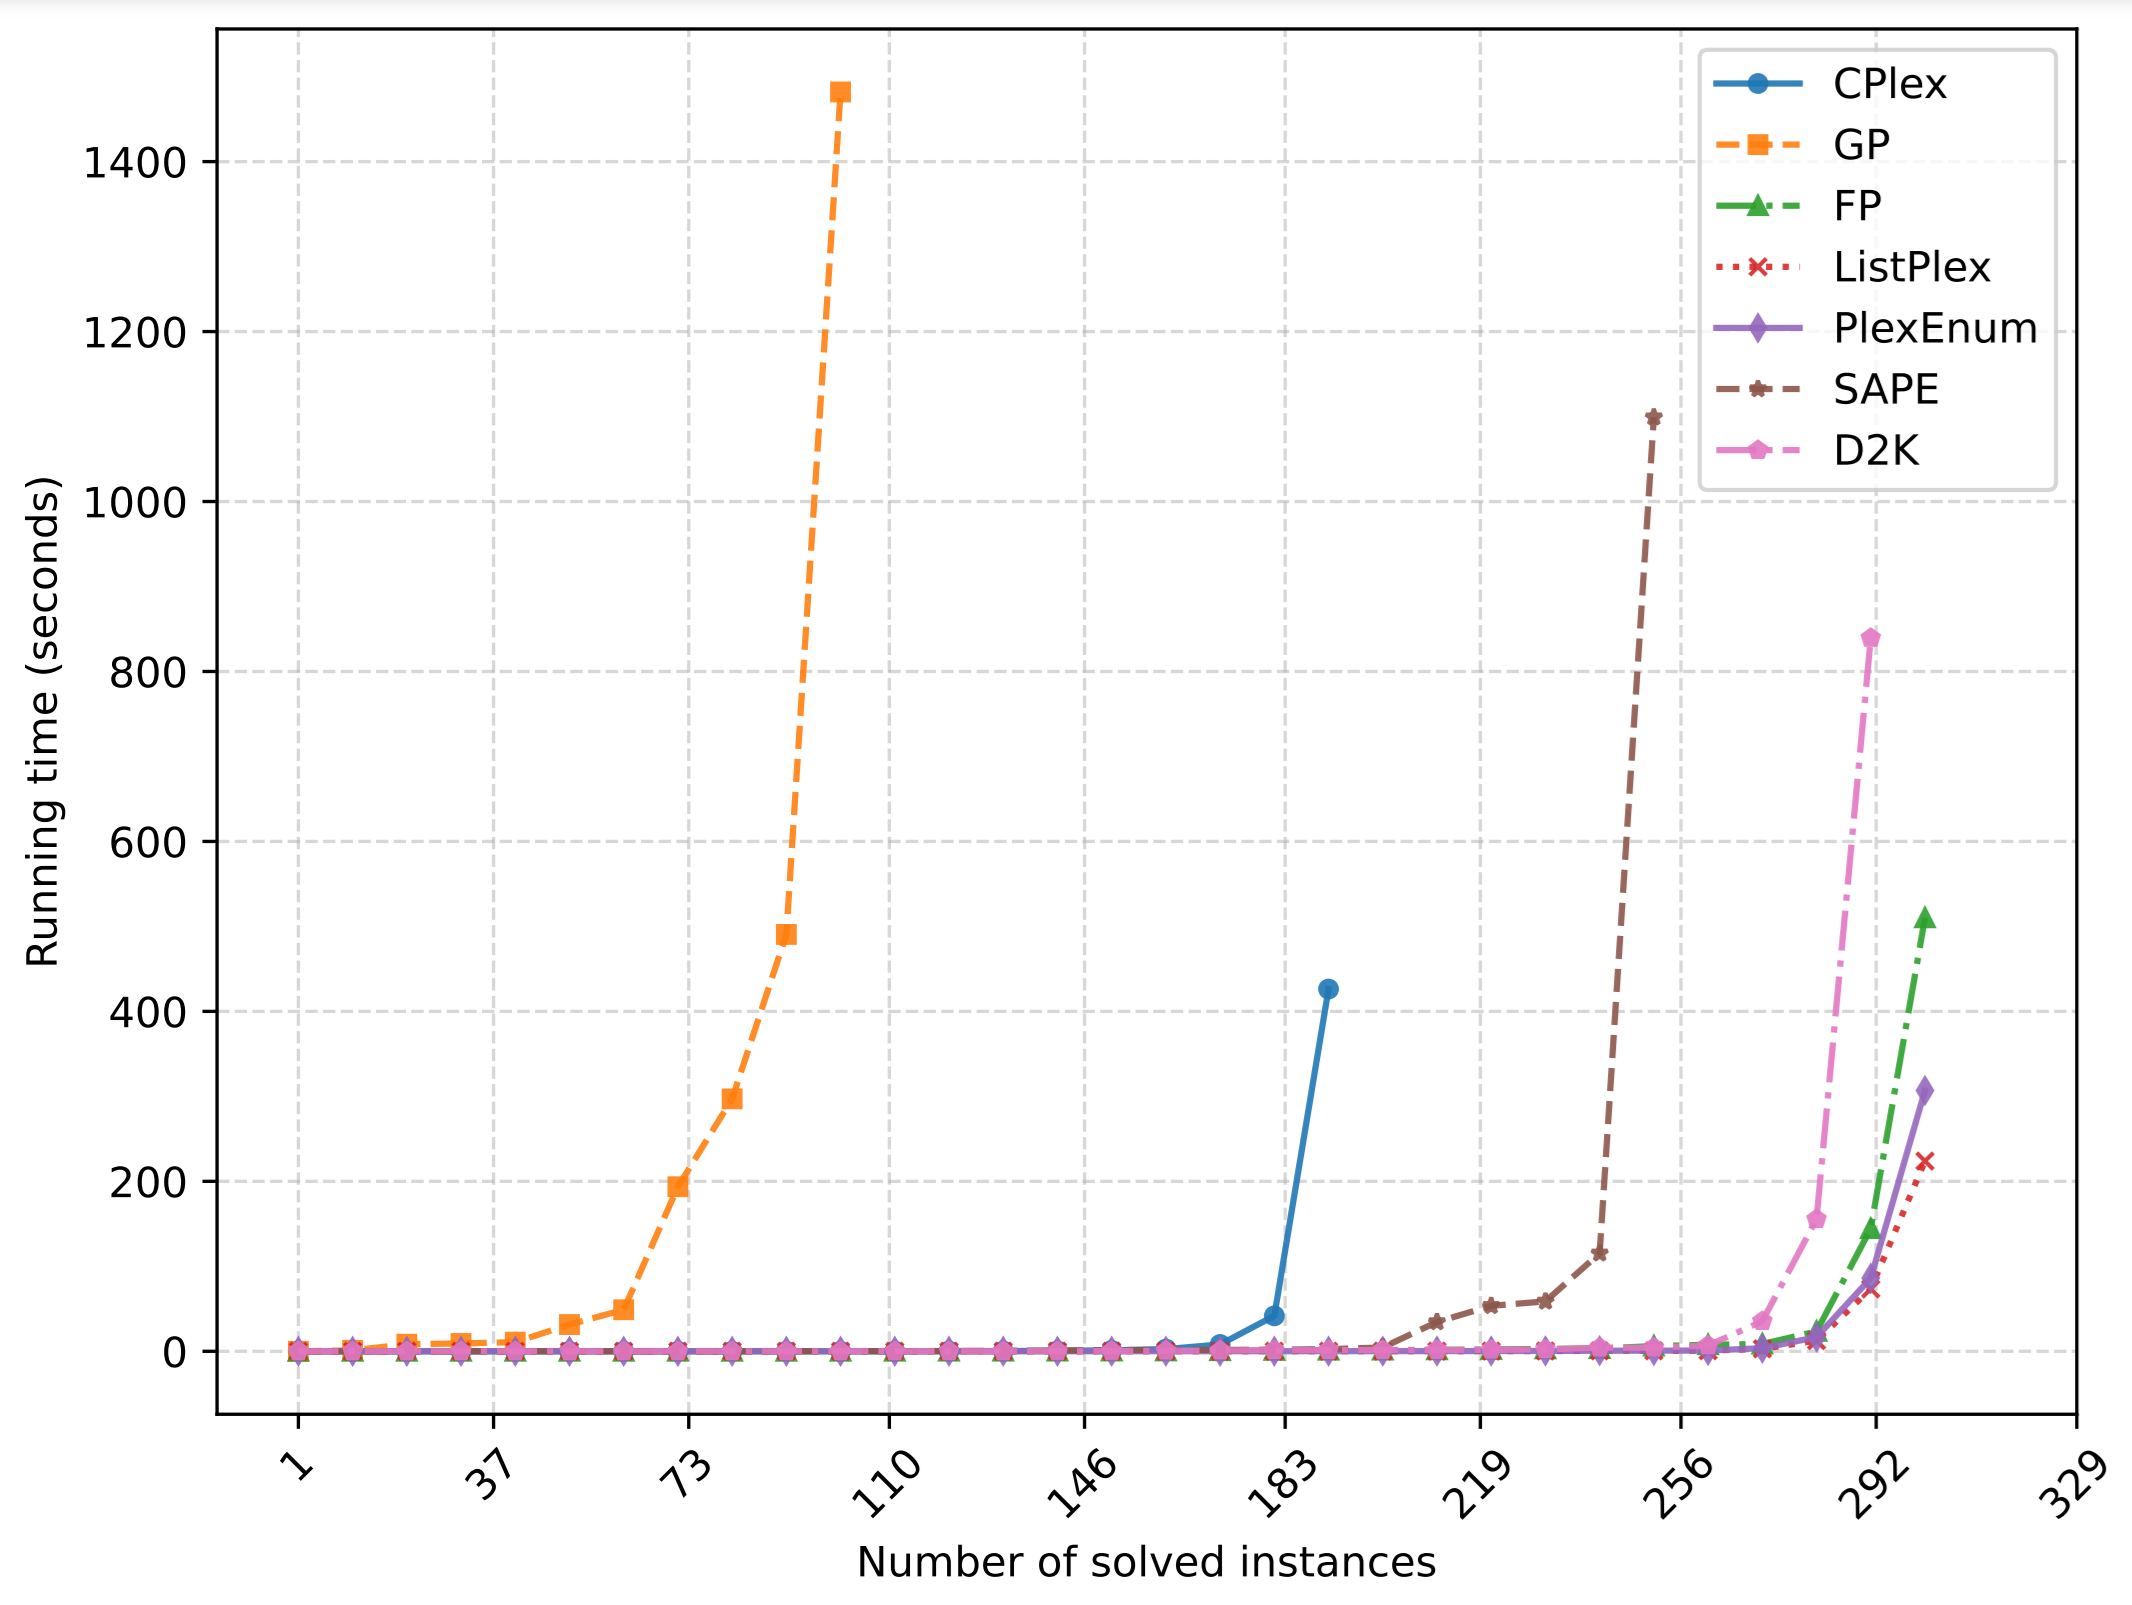 1400
1200
1000
800
600
400
200
0
Running time (seconds)
CPlex
GP
FP
ListPlex
PlexEnum
SAPE
D2K
1 37 73 110 146 183 219 256 292 329
Number of solved instances